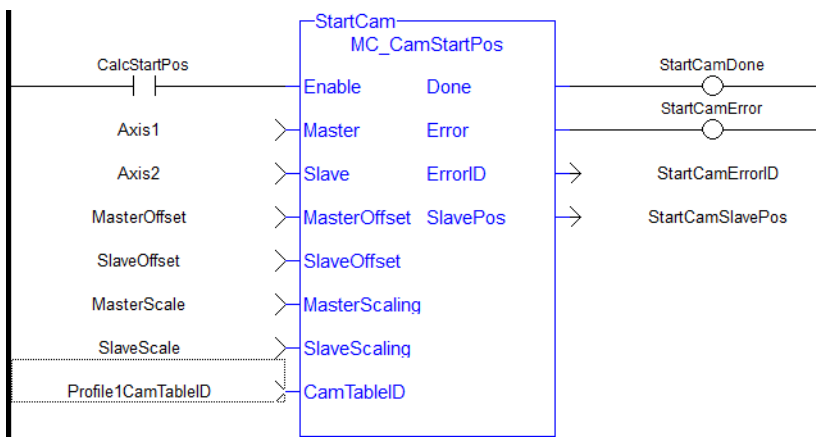 StartCam
MC_CamStartPos
CalcStartPos
StartCamDone
Enable Done
StartCamError
Axis1
Master Error
Axis2
Slave ErrorID
StartCamErrorID
MasterOffset
MasterOffset SlavePos
StartCamSlavePos
SlaveOffset
SlaveOffset
MasterScale
MasterScaling
SlaveScale
SlaveScaling
Profile1CamTableID
CamTableID